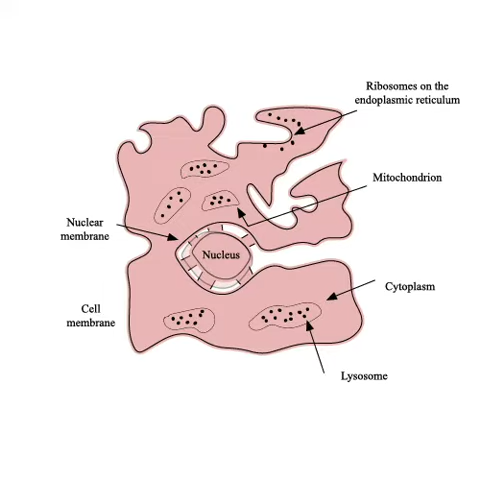 Ribosomes on the
endoplasmic reticulum
Mitochondrion
Nuclear
membrane
Nucleus
Cytoplasm
Cell
membrane
Lysosome